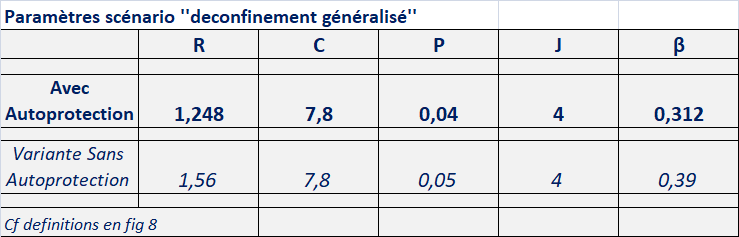 Paramètres scénario ''deconfinement généralisé''
R C P J β
Avec
Autoprotection 1,248 7,8 0,04 4 0,312
Variante Sans
Autoprotection 1,56 7,8 0,05 4 0,39
Cf definitions en fig 8